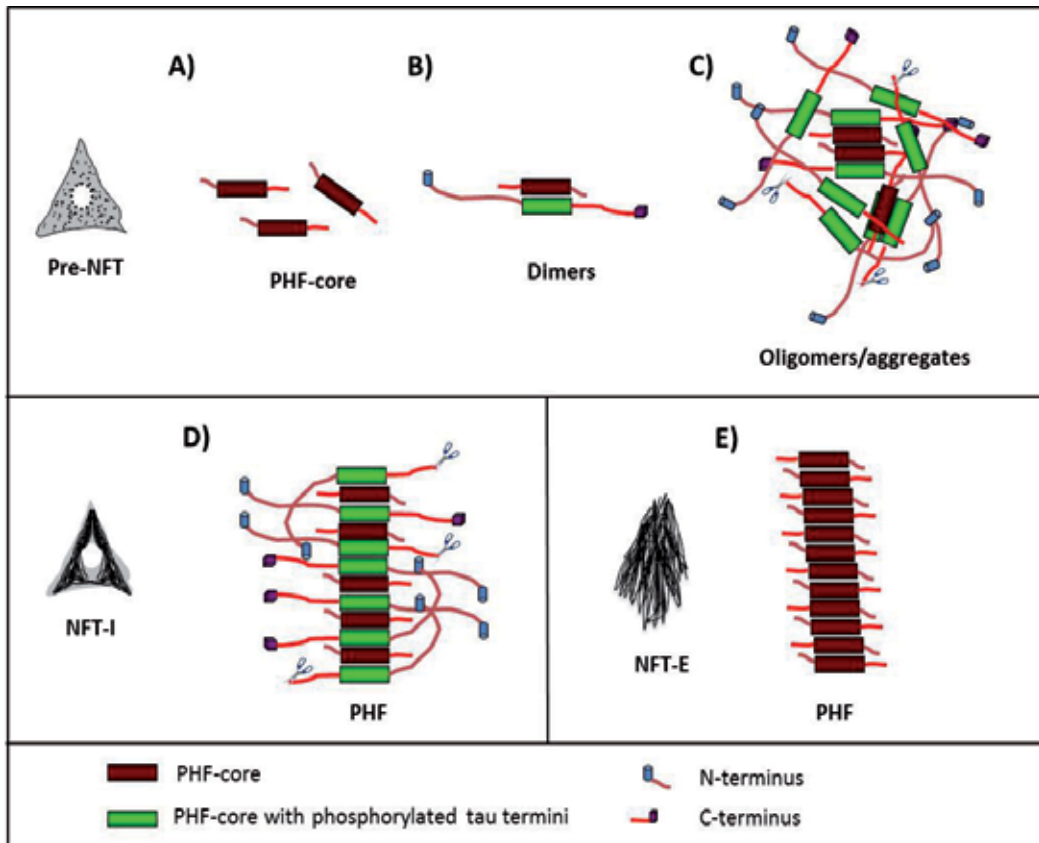 A)
B)
C)
Pre-NFT
PHF-core
Dimers
Oligomers/aggregates
D)
E)
NFT-I
PHF
NFT-E
PHF
PHF-core
N-terminus
PHF-core with phosphorylated tau termini
C-terminus